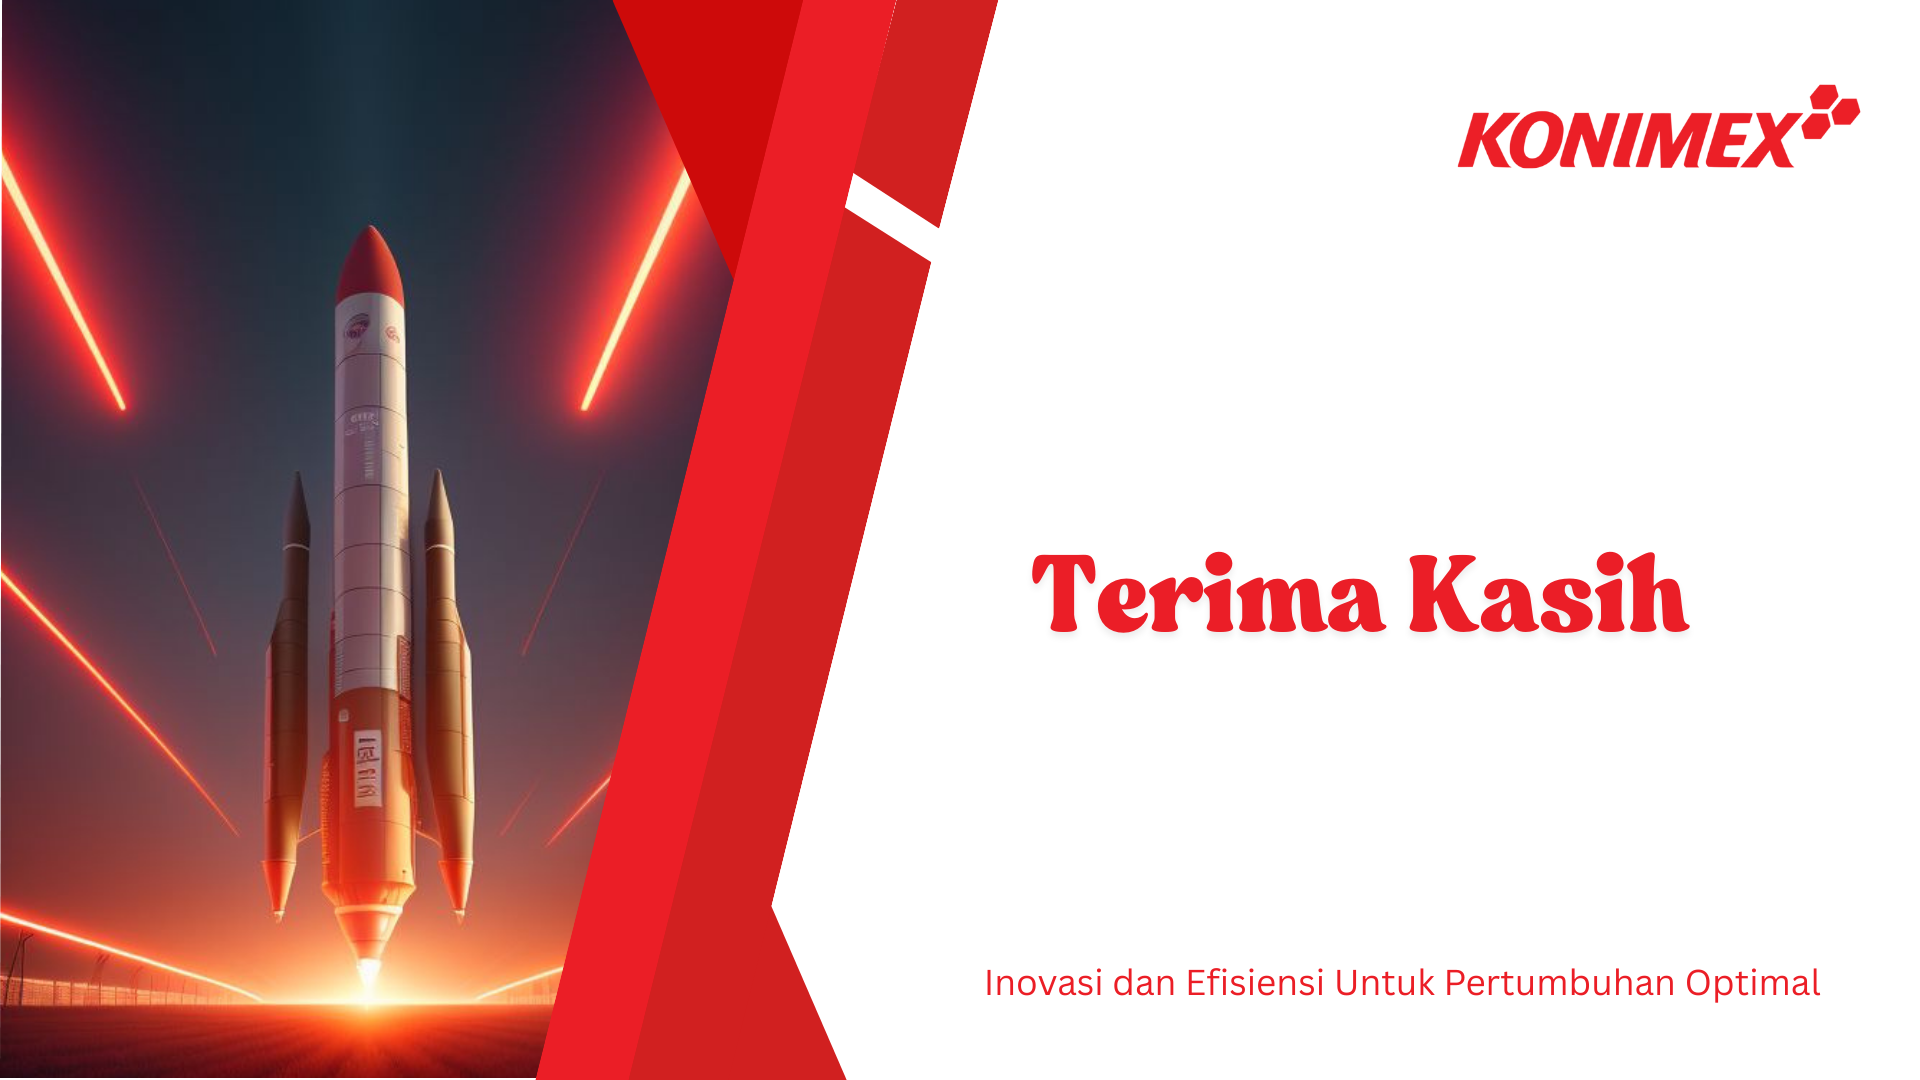 KONIMEX
Terima Kasih
Inovasi dan Efisiensi Untuk Pertumbuhan Optimal